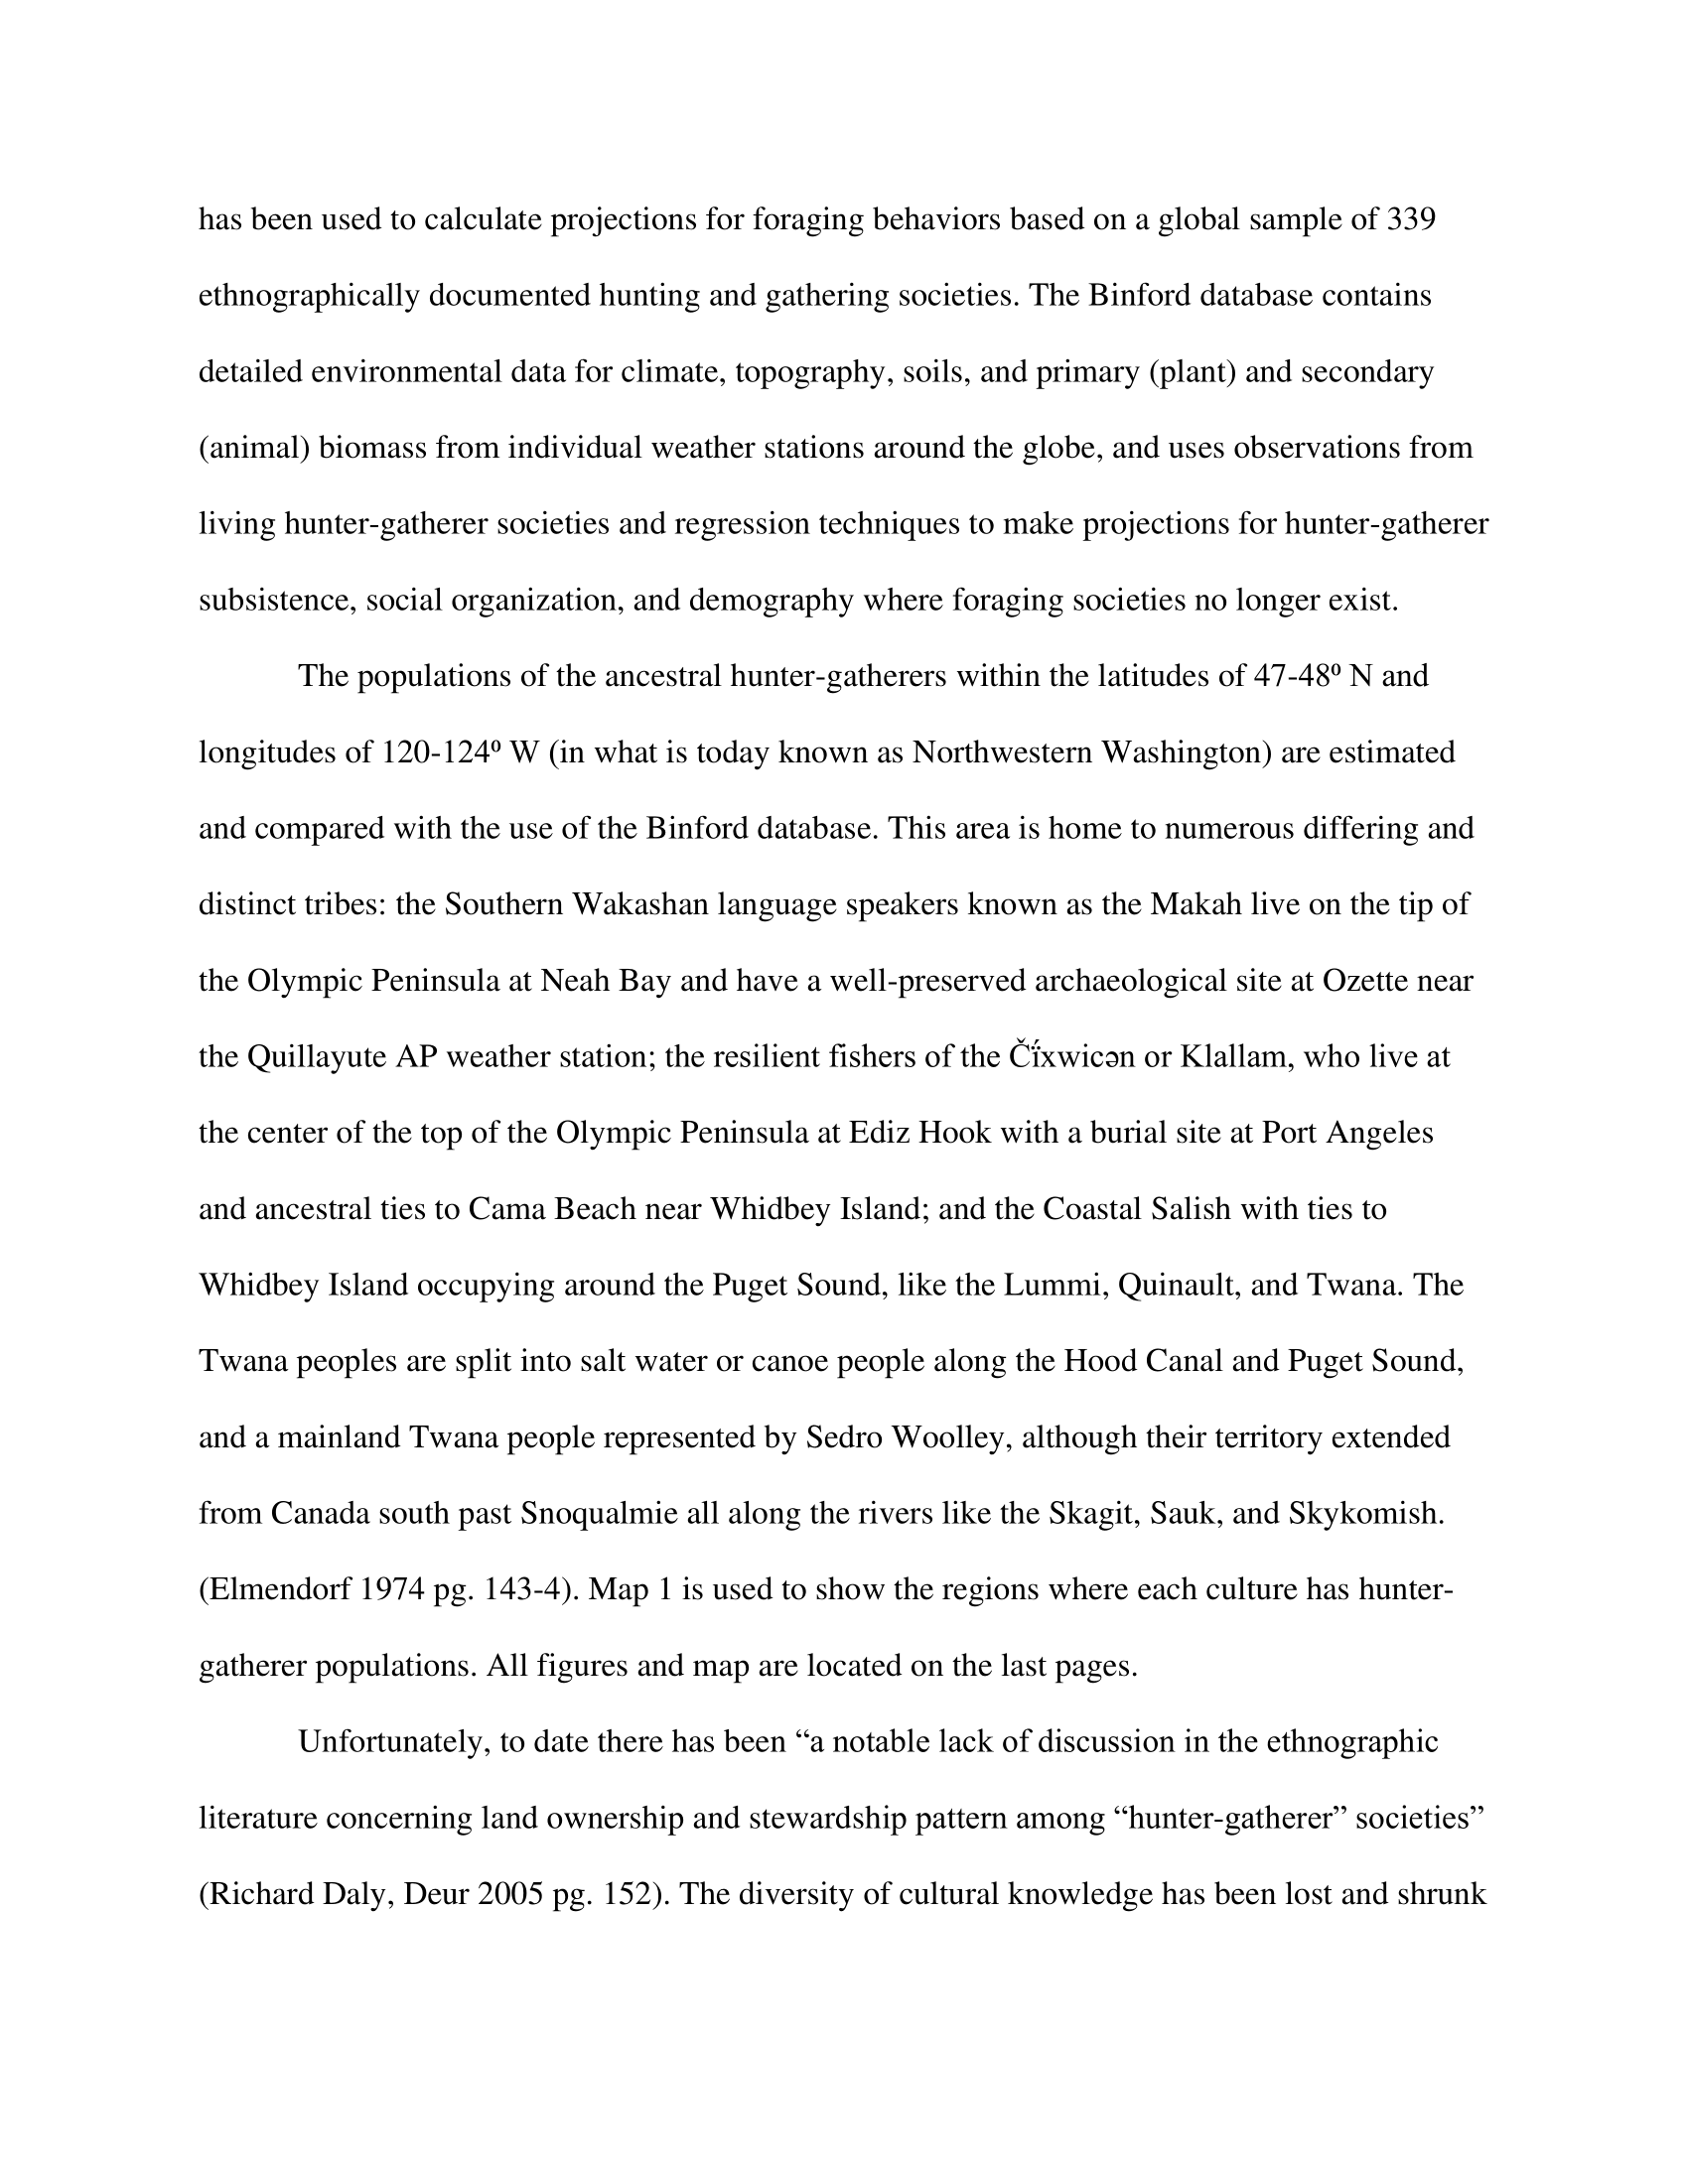 has been used to calculate projections for foraging behaviors based on a global sample of 339
ethnographically documented hunting and gathering societies. The Binford database contains
detailed environmental data for climate, topography, soils, and primary (plant) and secondary
(animal) biomass from individual weather stations around the globe, and uses observations from
living hunter-gatherer societies and regression techniques to make projections for hunter-gatherer
subsistence, social organization, and demography where foraging societies no longer exist.
The populations of the ancestral hunter-gatherers within the latitudes of 47-48⁰ N and
longitudes of 120-124⁰ W (in what is today known as Northwestern Washington) are estimated
and compared with the use of the Binford database. This area is home to numerous differing and
distinct tribes: the Southern Wakashan language speakers known as the Makah live on the tip of
the Olympic Peninsula at Neah Bay and have a well-preserved archaeological site at Ozette near
the Quillayute AP weather station; the resilient fishers of the Čḯxwicən or Klallam, who live at
the center of the top of the Olympic Peninsula at Ediz Hook with a burial site at Port Angeles
and ancestral ties to Cama Beach near Whidbey Island; and the Coastal Salish with ties to
Whidbey Island occupying around the Puget Sound, like the Lummi, Quinault, and Twana. The
Twana peoples are split into salt water or canoe people along the Hood Canal and Puget Sound,
and a mainland Twana people represented by Sedro Woolley, although their territory extended
from Canada south past Snoqualmie all along the rivers like the Skagit, Sauk, and Skykomish.
(Elmendorf 1974 pg. 143-4). Map 1 is used to show the regions where each culture has hunter-
gatherer populations. All figures and map are located on the last pages.
Unfortunately, to date there has been “a notable lack of discussion in the ethnographic
literature concerning land ownership and stewardship pattern among “hunter-gatherer” societies”
(Richard Daly, Deur 2005 pg. 152). The diversity of cultural knowledge has been lost and shrunk